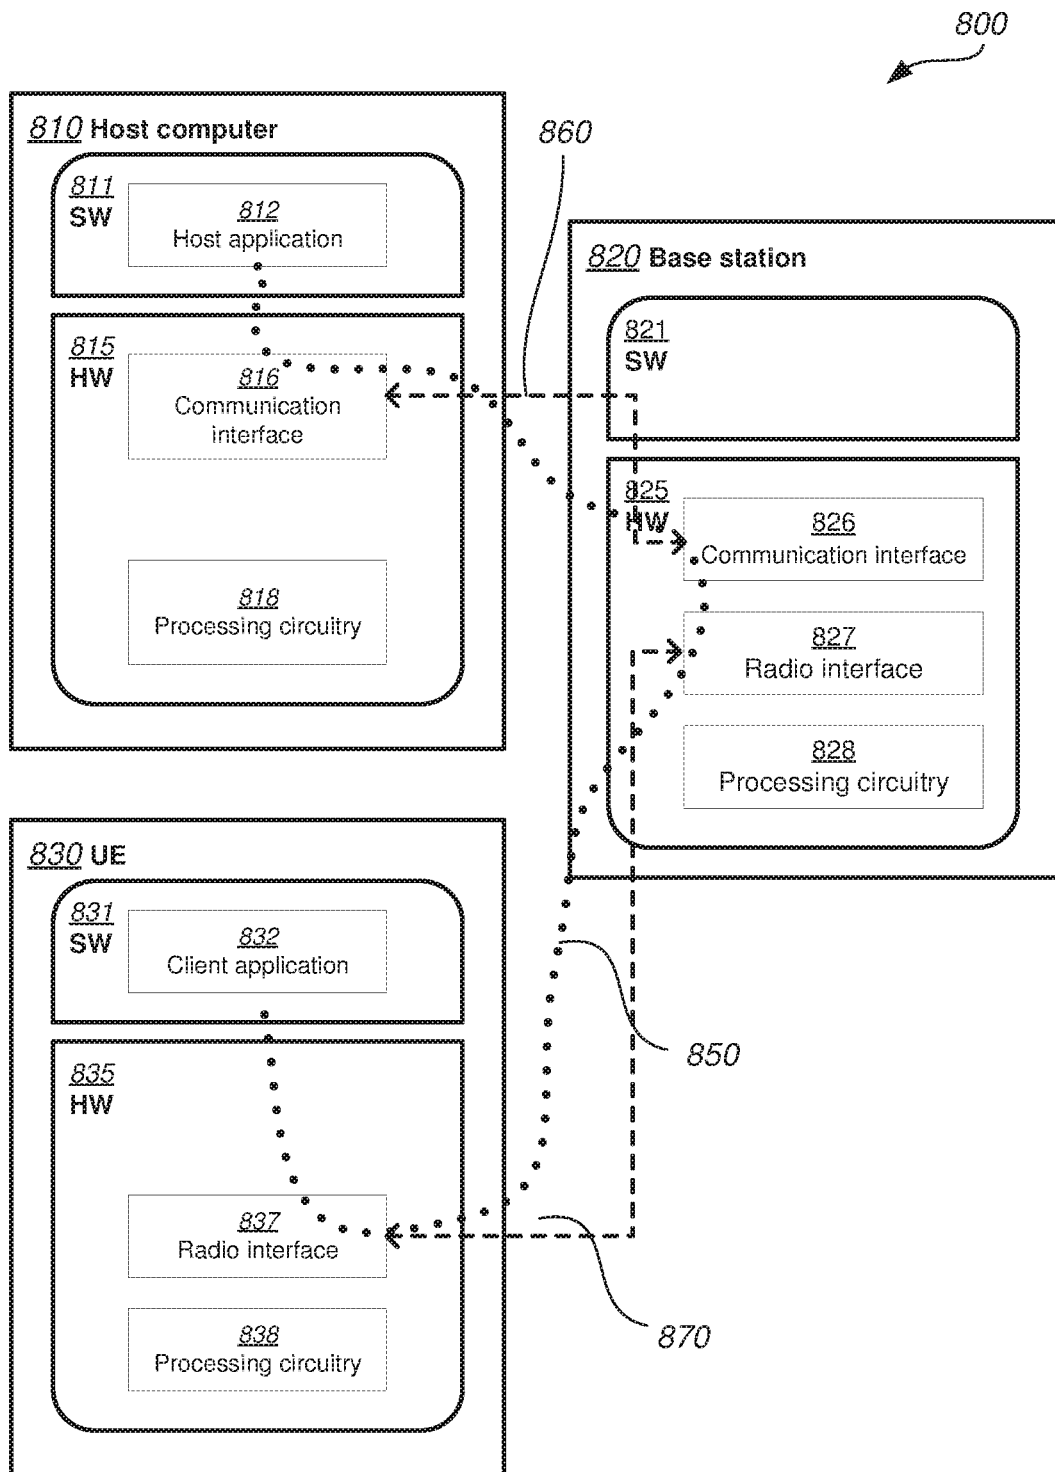 800
810 Host computer
811
SW
812
Host application
815
HW
816
Communication
interface
818
Processing circuitry
860
820 Base station
821
SW
825
HW
826
Communication interface
827
Radio interface
828
Processing circuitry
830 UE
831
SW
832
Client application
835
HW
837
Radio interface
838
Processing circuitry
850
870